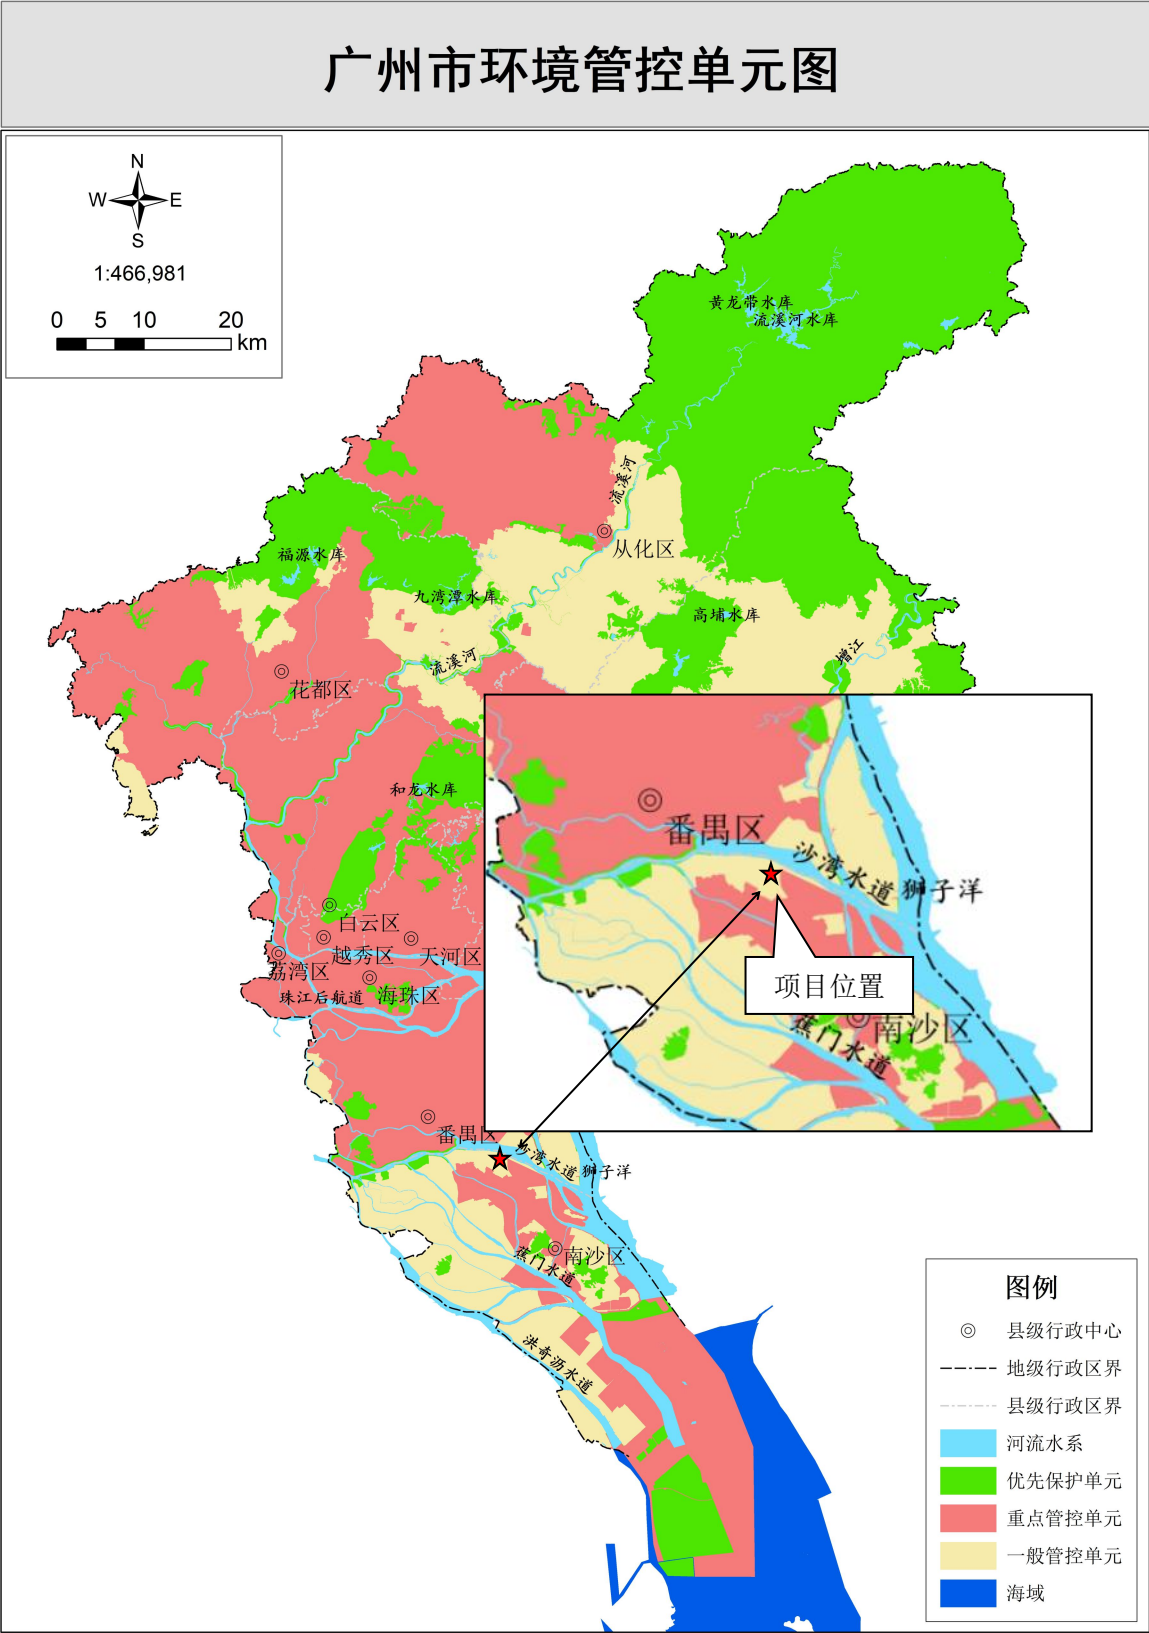 广州市环境管控单元图
N
W E
S
1:466,981
0 5 10 20
km
黄龙带水库
流溪河水库
流溪河
从化区
福源水库
九湾潭水库
高埔水库
增江
流溪河
花都区
和龙水库
白云区
越秀区
天河区
荔湾区
海珠区
珠江后航道
番禺区
沙湾水道
狮子洋
项目位置
南沙区
蕉门水道
番禺区
沙湾水道
狮子洋
南沙区
蕉门水道
洪奇沥水道
图例
县级行政中心
地级行政区界
县级行政区界
河流水系
优先保护单元
重点管控单元
一般管控单元
海域